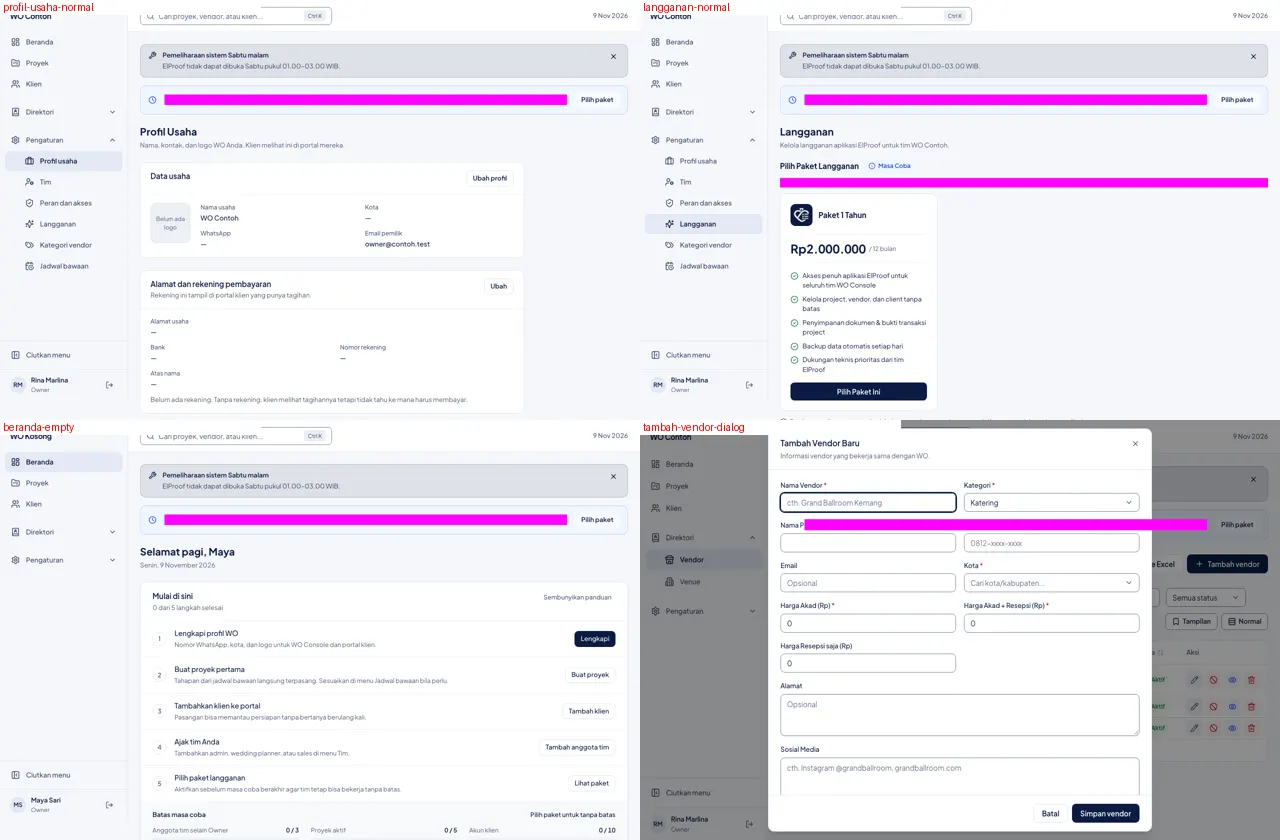 profil-usaha-normal
WO Contoh
Cari proyek, vendor, atau klien...
Ctrl K
9 Nov 2026
Beranda
Proyek
Klien
Direktori
Pengaturan
Profil usaha
Tim
Peran dan akses
Langganan
Kategori vendor
Jadwal bawaan
Ciutkan menu
RM
Rina Marlina
Owner
Pemeliharaan sistem Sabtu malam
ElProof tidak dapat dibuka Sabtu pukul 01.00–03.00 WIB.
Pilih paket
Profil Usaha
Nama, kontak, dan logo WO Anda. Klien melihat ini di portal mereka.
Data usaha
Ubah profil
Belum ada
logo
Nama usaha
WO Contoh
Kota
—
WhatsApp
—
Email pemilik
owner@contoh.test
Alamat dan rekening pembayaran
Rekening ini tampil di portal klien yang punya tagihan.
Ubah
Alamat usaha
—
Bank
—
Nomor rekening
—
Atas nama
—
Belum ada rekening. Tanpa rekening, klien melihat tagihannya tetapi tidak tahu ke mana harus membayar.
langganan-normal
WO Contoh
Cari proyek, vendor, atau klien...
Ctrl K
9 Nov 2026
Beranda
Proyek
Klien
Direktori
Pengaturan
Profil usaha
Tim
Peran dan akses
Langganan
Kategori vendor
Jadwal bawaan
Ciutkan menu
RM
Rina Marlina
Owner
Pemeliharaan sistem Sabtu malam
ElProof tidak dapat dibuka Sabtu pukul 01.00–03.00 WIB.
Pilih paket
Langganan
Kelola langganan aplikasi ElProof untuk tim WO Contoh.
Pilih Paket Langganan
Masa Coba
Paket 1 Tahun
Rp2.000.000 / 12 bulan
Akses penuh aplikasi ElProof untuk
seluruh tim WO Console
Kelola project, vendor, dan client tanpa
batas
Penyimpanan dokumen & bukti transaksi
project
Backup data otomatis setiap hari
Dukungan teknis prioritas dari tim
ElProof
Pilih Paket Ini
beranda-empty
WO Kosong
Cari proyek, vendor, atau klien...
Ctrl K
9 Nov 2026
Beranda
Proyek
Klien
Direktori
Pengaturan
Ciutkan menu
MS
Maya Sari
Owner
Pemeliharaan sistem Sabtu malam
ElProof tidak dapat dibuka Sabtu pukul 01.00–03.00 WIB.
Pilih paket
Selamat pagi, Maya
Senin, 9 November 2026
Mulai di sini
0 dari 5 langkah selesai
Sembunyikan panduan
1
Lengkapi profil WO
Nomor WhatsApp, kota, dan logo untuk WO Console dan portal klien.
Lengkapi
2
Buat proyek pertama
Tahapan dari jadwal bawaan langsung terpasang. Sesuaikan di menu Jadwal bawaan bila perlu.
Buat proyek
3
Tambahkan klien ke portal
Pasangan bisa memantau persiapan tanpa bertanya berulang kali.
Tambah klien
4
Ajak tim Anda
Tambahkan admin, wedding planner, atau sales di menu Tim.
Tambah anggota tim
5
Pilih paket langganan
Aktifkan sebelum masa coba berakhir agar tim tetap bisa bekerja tanpa batas.
Lihat paket
Batas masa coba
Pilih paket untuk tanpa batas
Anggota tim selain Owner
0 / 3
Proyek aktif
0 / 5
Akun klien
0 / 10
tambah-vendor-dialog
WO Contoh
9 Nov 2026
Beranda
Proyek
Klien
Direktori
Vendor
Venue
Pengaturan
Ciutkan menu
RM
Rina Marlina
Owner
Pilih paket
e Excel
+ Tambah vendor
Semua status
Tampilan
Normal
Aksi
Aktif
Aktif
Aktif
Tambah Vendor Baru
Informasi vendor yang bekerja sama dengan WO.
Nama Vendor *
cth. Grand Ballroom Kemang
Kategori *
Katering
Nama P
0812-xxxx-xxxx
Email
Opsional
Kota *
Cari kota/kabupaten...
Harga Akad (Rp) *
0
Harga Akad + Resepsi (Rp) *
0
Harga Resepsi saja (Rp)
0
Alamat
Opsional
Sosial Media
cth. Instagram @grandballroom, grandballroom.com
Batal
Simpan vendor